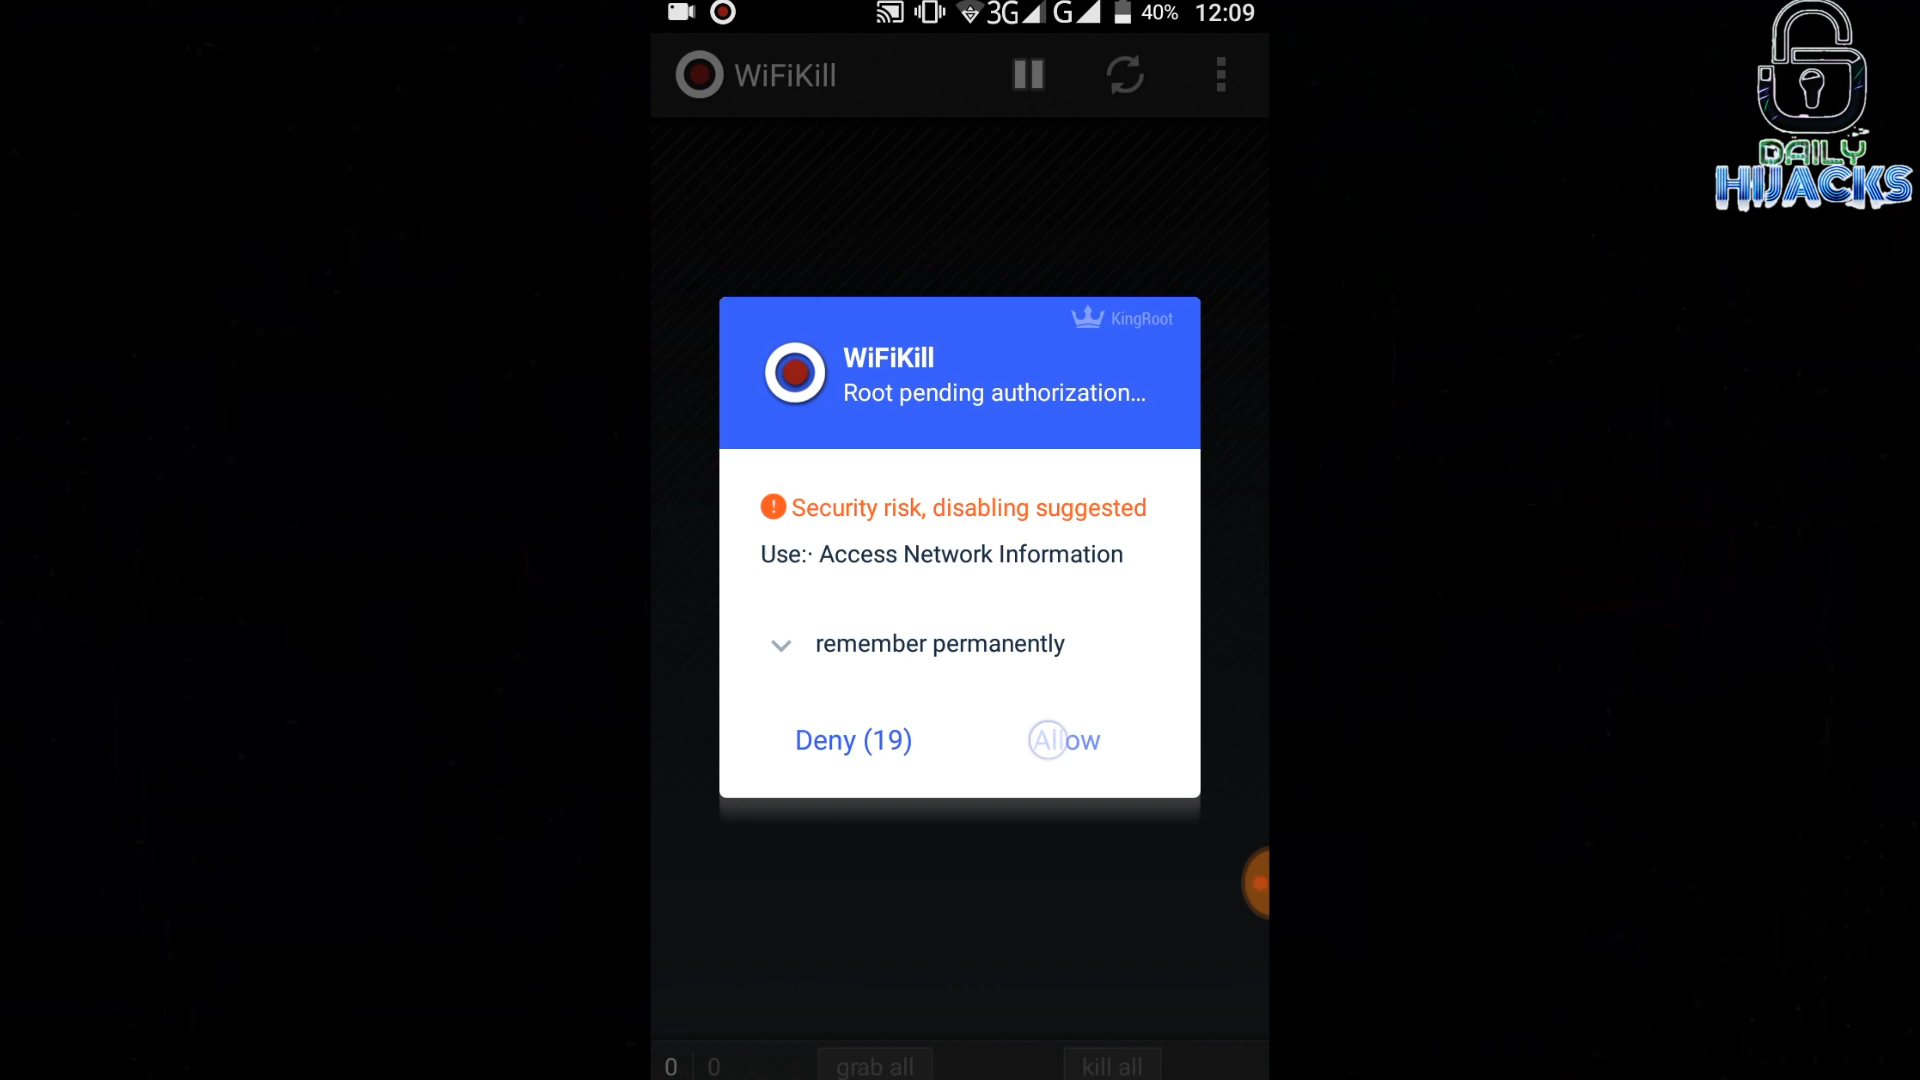 3G G 40% 12:09
WiFiKill
DAILY
HIJACKS
KingRoot
WiFiKill
Root pending authorization...
! Security risk, disabling suggested
Use:· Access Network Information
remember permanently
Deny (19) Allow
0 0 grab all kill all